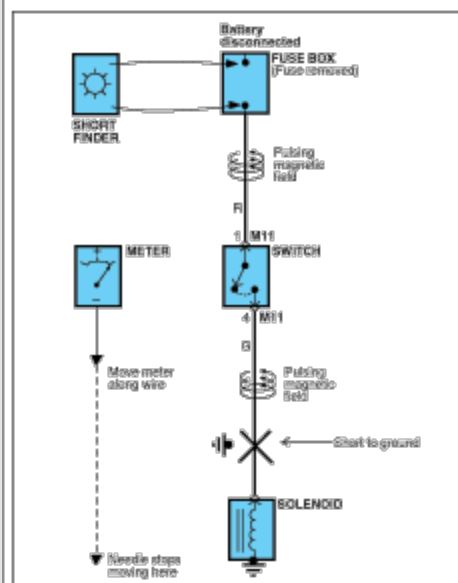 Battery
disconnected
FUSE BOX
(Fuse removed)
SHORT
FINDER
Pulsing
magnetic
field
R
1 M11
METER
SWITCH
4 M11
G
Move meter
along wire
Pulsing
magnetic
field
Short to ground
SOLENOID
Needle stops
moving here